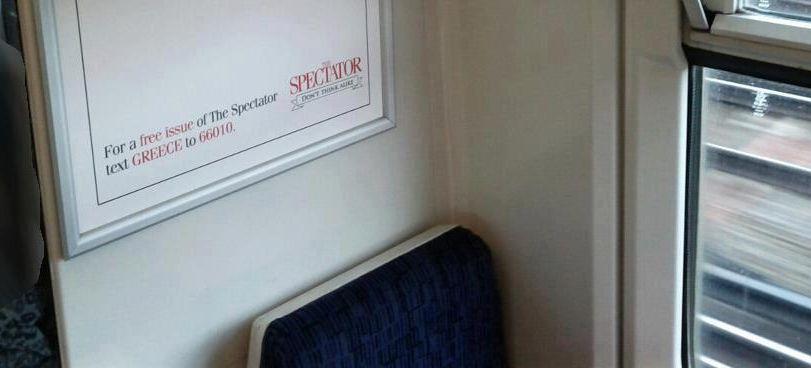 THE
SPECTATOR
DON'T THINK ALIKE
For a free issue of The Spectator
text GREECE to 66010.